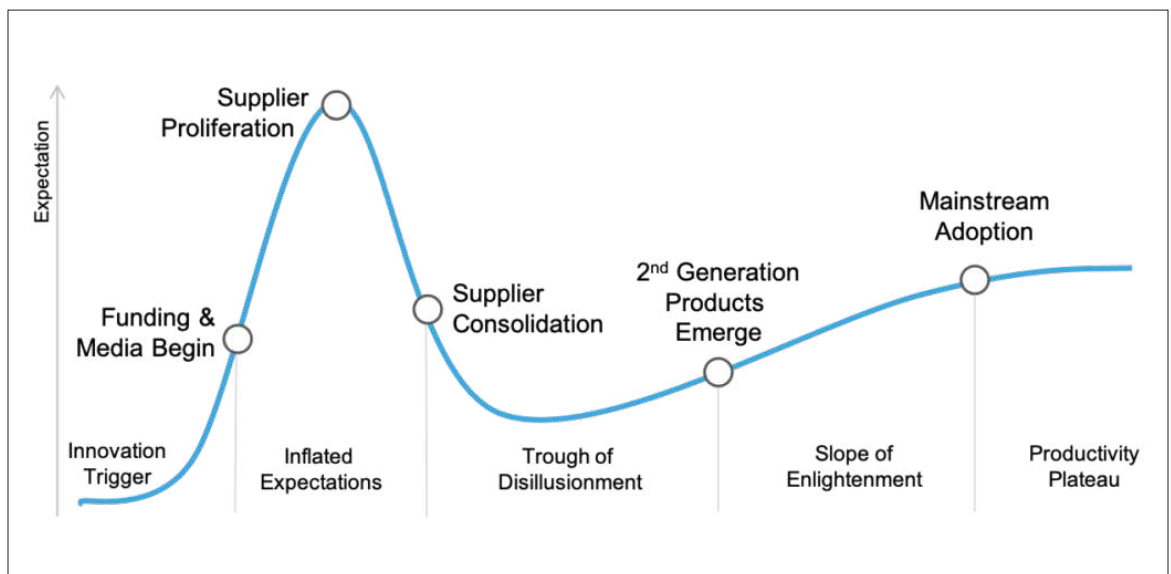 Expectation
Supplier
Proliferation
Funding &
Media Begin
Supplier
Consolidation
2nd Generation
Products
Emerge
Mainstream
Adoption
Innovation
Trigger
Inflated
Expectations
Trough of
Disillusionment
Slope of
Enlightenment
Productivity
Plateau